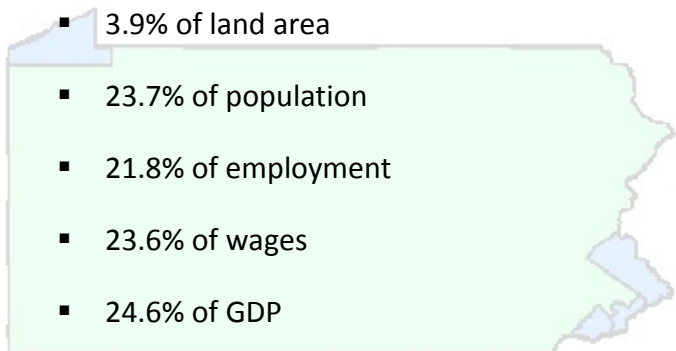 ▪ 3.9% of land area
▪ 23.7% of population
▪ 21.8% of employment
▪ 23.6% of wages
▪ 24.6% of GDP